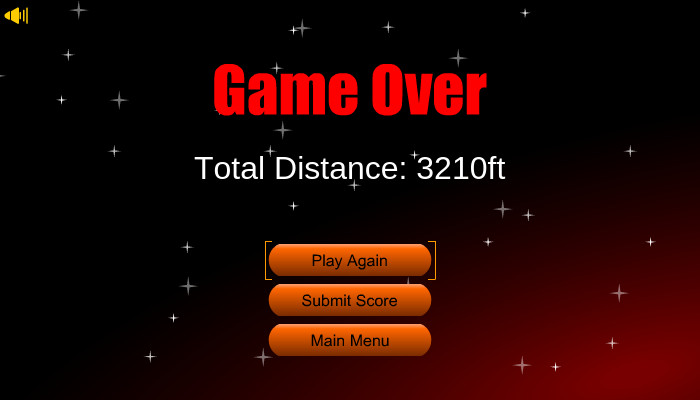 Game Over
Total Distance: 3210ft
Play Again
Submit Score
Main Menu